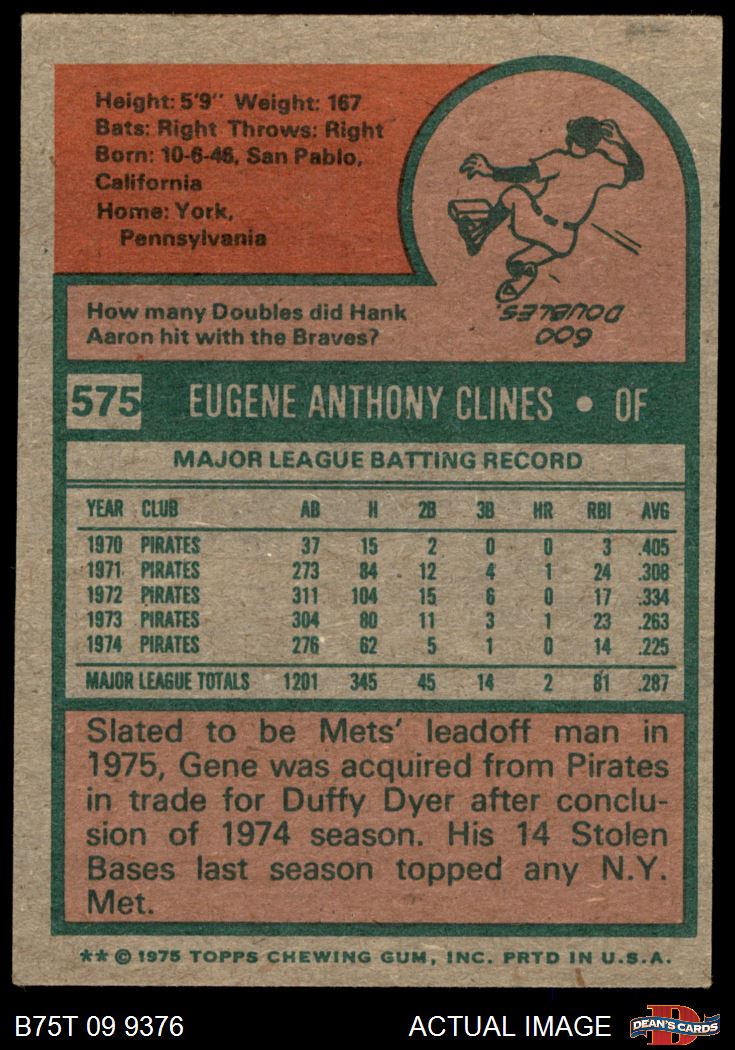 Height: 5'9" Weight: 167
Bats: Right Throws: Right
Born: 10-6-46, San Pablo,
California
Home: York,
Pennsylvania
How many Doubles did Hank
Aaron hit with the Braves?
600
DOUBLES.
575 EUGENE ANTHONY CLINES • OF
MAJOR LEAGUE BATTING RECORD
YEAR CLUB AB H 2B 3B HR RBI AVG
1970 PIRATES 37 15 2 0 0 3 .405
1971 PIRATES 273 84 12 4 1 24 .308
1972 PIRATES 311 104 15 6 0 17 .334
1973 PIRATES 304 80 11 3 1 23 .263
1974 PIRATES 276 62 5 1 0 14 .225
MAJOR LEAGUE TOTALS 1201 345 45 14 2 81 .287
Slated to be Mets' leadoff man in
1975, Gene was acquired from Pirates
in trade for Duffy Dyer after conclu-
sion of 1974 season. His 14 Stolen
Bases last season topped any N.Y.
Met.
** © 1975 TOPPS CHEWING GUM, INC. PRTD IN U.S.A.
B75T 09 9376 ACTUAL IMAGE D DEAN'S CARDS